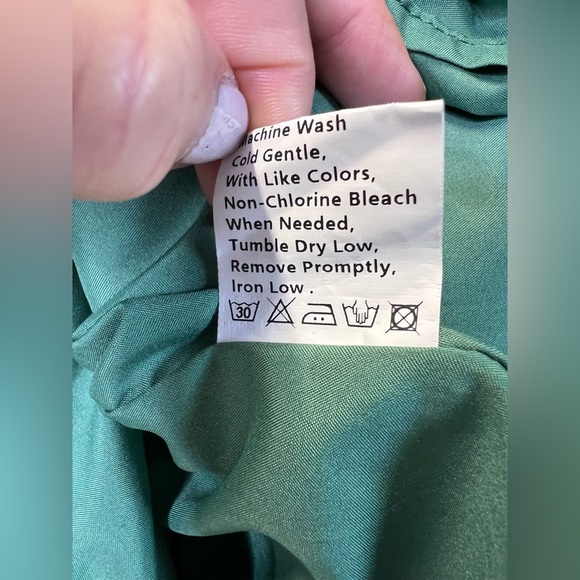 Machine Wash
Cold Gentle,
With Like Colors,
Non-Chlorine Bleach
When Needed,
Tumble Dry Low,
Remove Promptly,
Iron Low .
30